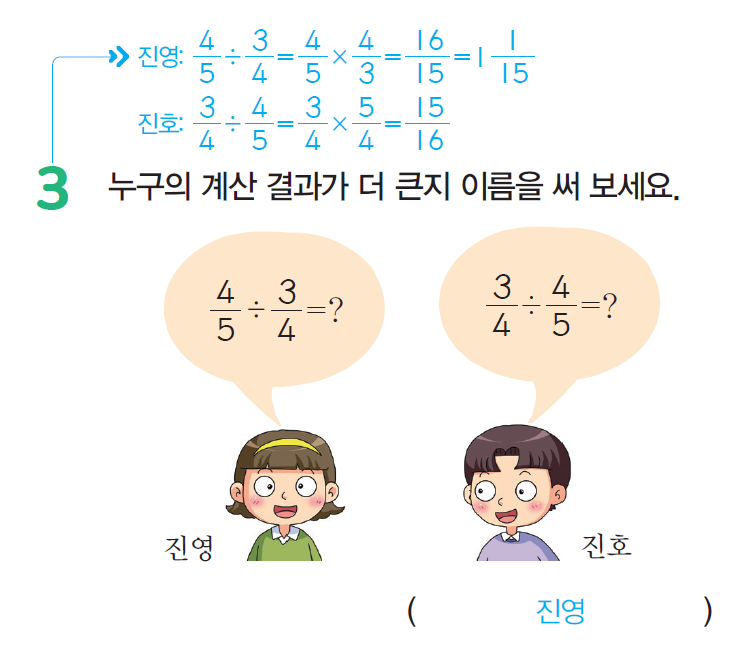 진영: 4/5 ÷ 3/4 = 4/5 × 4/3 = 16/15 = 1 1/15
진호: 3/4 ÷ 4/5 = 3/4 × 5/4 = 15/16
3 누구의 계산 결과가 더 큰지 이름을 써 보세요.
4/5 ÷ 3/4 = ?
3/4 ÷ 4/5 = ?
진영
진호
( 진영 )